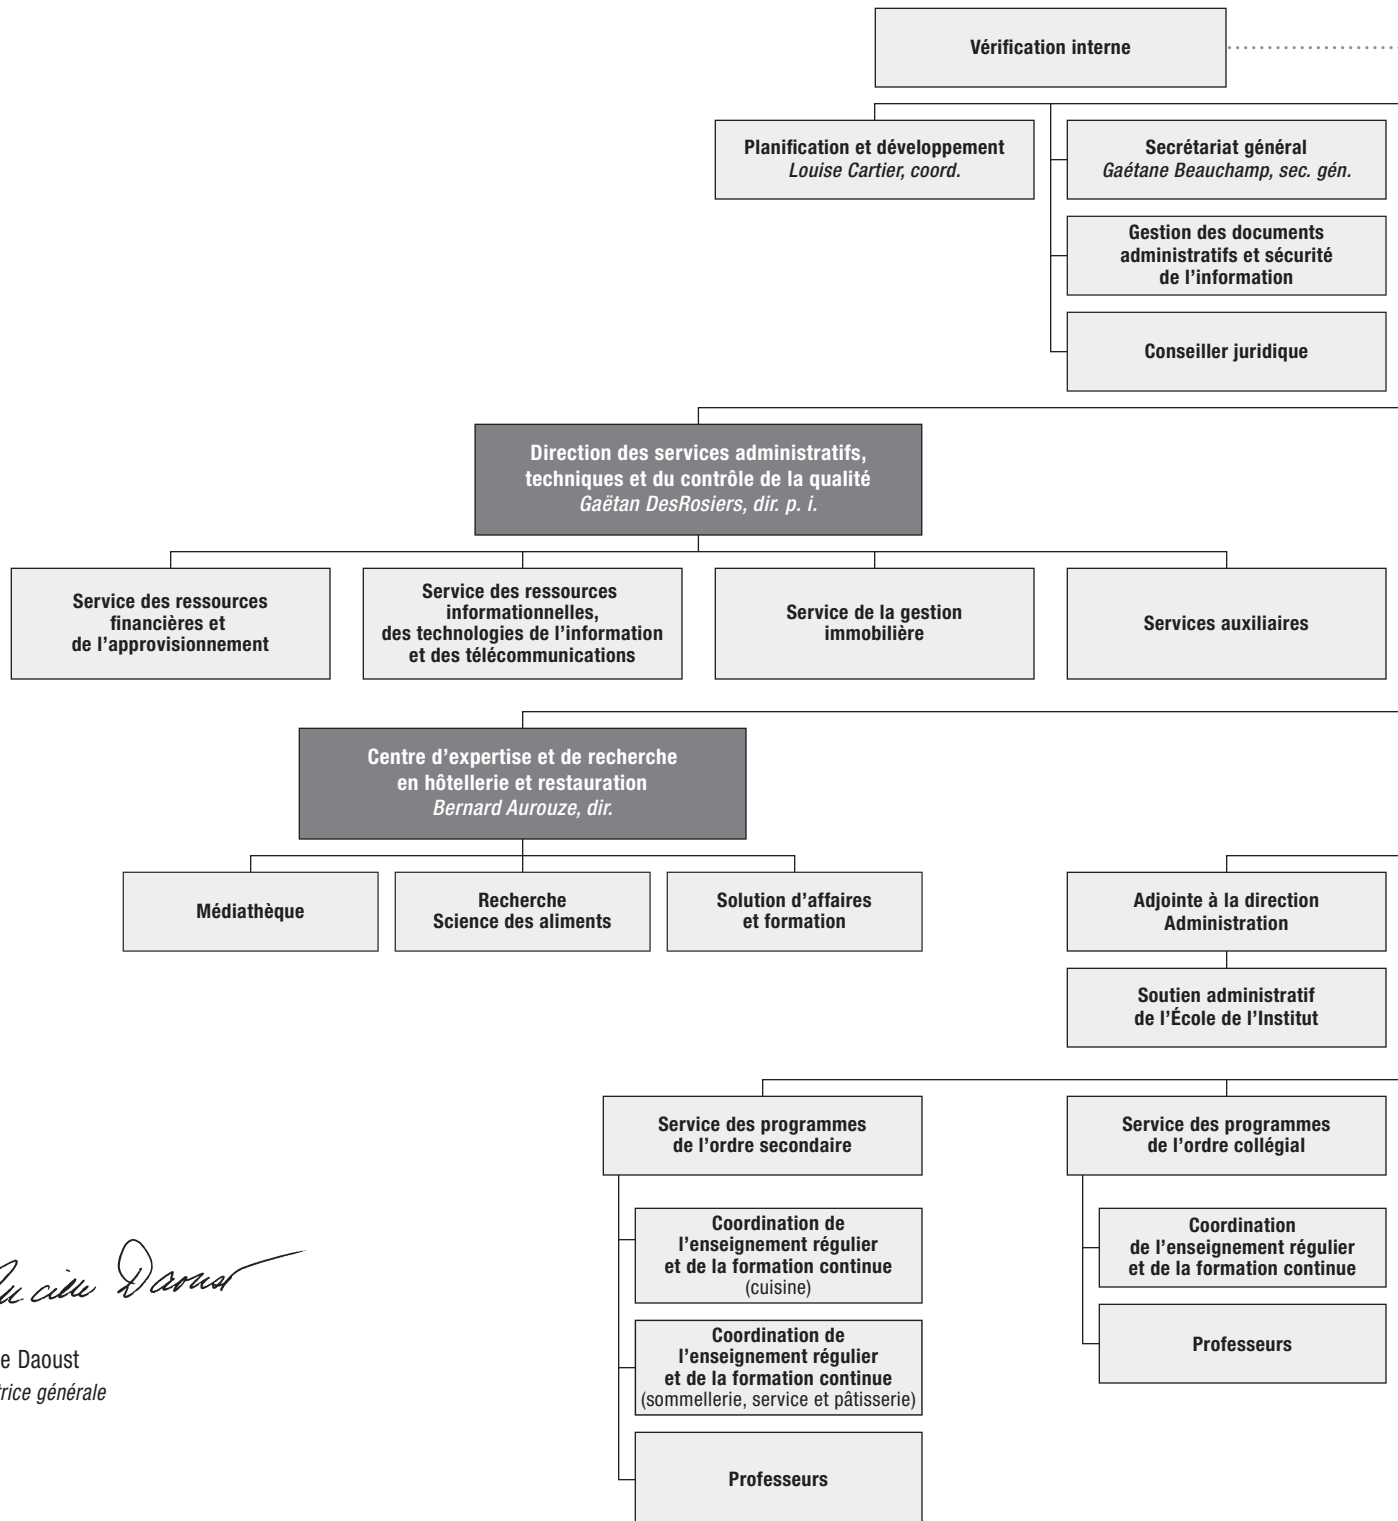 Vérification interne
Planification et développement
Louise Cartier, coord.
Secrétariat général
Gaétane Beauchamp, sec. gén.
Gestion des documents
administratifs et sécurité
de l'information
Conseiller juridique
Direction des services administratifs,
techniques et du contrôle de la qualité
Gaëtan DesRosiers, dir. p. i.
Service des ressources
financières et
de l'approvisionnement
Service des ressources
informationnelles,
des technologies de l'information
et des télécommunications
Service de la gestion
immobilière
Services auxiliaires
Centre d'expertise et de recherche
en hôtellerie et restauration
Bernard Aurouze, dir.
Médiathèque
Recherche
Science des aliments
Solution d'affaires
et formation
Adjointe à la direction
Administration
Soutien administratif
de l'École de l'Institut
Service des programmes
de l'ordre secondaire
Coordination de
l'enseignement régulier
et de la formation continue
(cuisine)
Coordination de
l'enseignement régulier
et de la formation continue
(sommellerie, service et pâtisserie)
Professeurs
Service des programmes
de l'ordre collégial
Coordination
de l'enseignement régulier
et de la formation continue
Professeurs
Daoust
e Daoust
rice générale